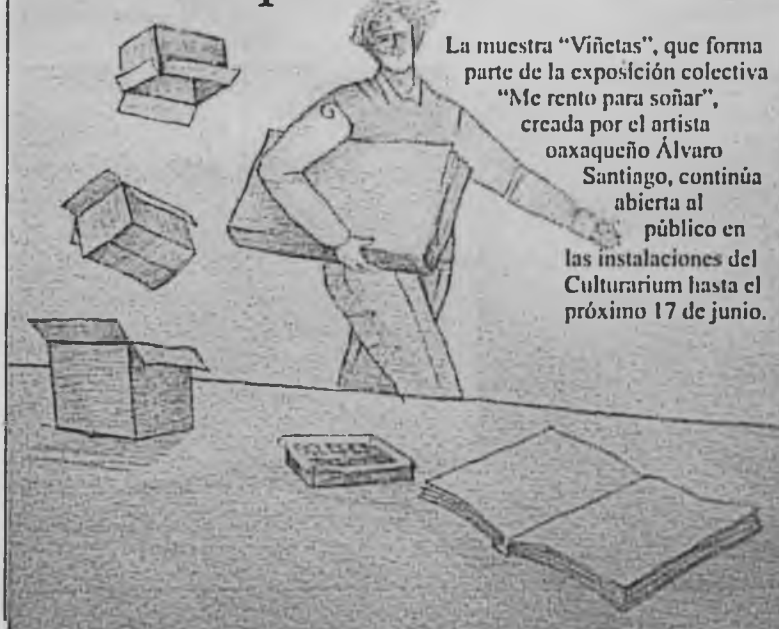 La muestra “Viñetas”, que forma
parte de la exposición colectiva
“Me rento para soñar”,
creada por el artista
oaxaqueño Álvaro
Santiago, continúa
abierta al
público en
las instalaciones del
Culturarium hasta el
próximo 17 de junio.